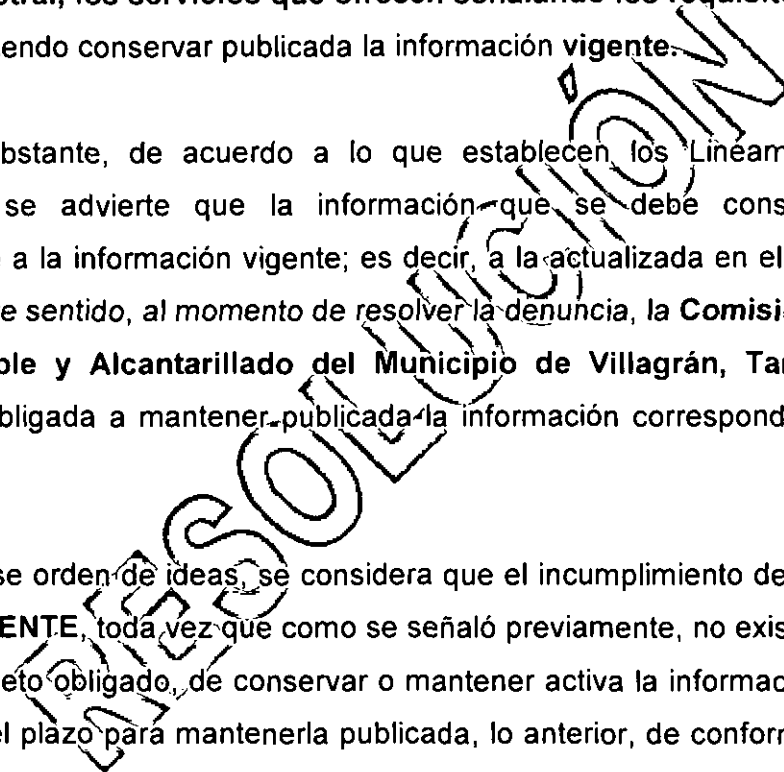 los servicios que ofrecen señalando los
endo conservar publicada la información vigente.
bstante, de acuerdo a lo que establecen los Lineam
se advierte que la información que se debe cons
a la información vigente; es decir, a la actualizada en el
e sentido, al momento de resolver la denuncia, la Comisi
ble y Alcantarillado del Municipio de Villagrán, Ta
bligada a mantener publicada la información correspond
se orden de ideas, se considera que el incumplimiento de
ENTE, toda vez que como se señaló previamente, no exis
eto obligado, de conservar o mantener activa la informac
el plazo para mantenerla publicada, lo anterior, de conforr
RESOLUCIÓN